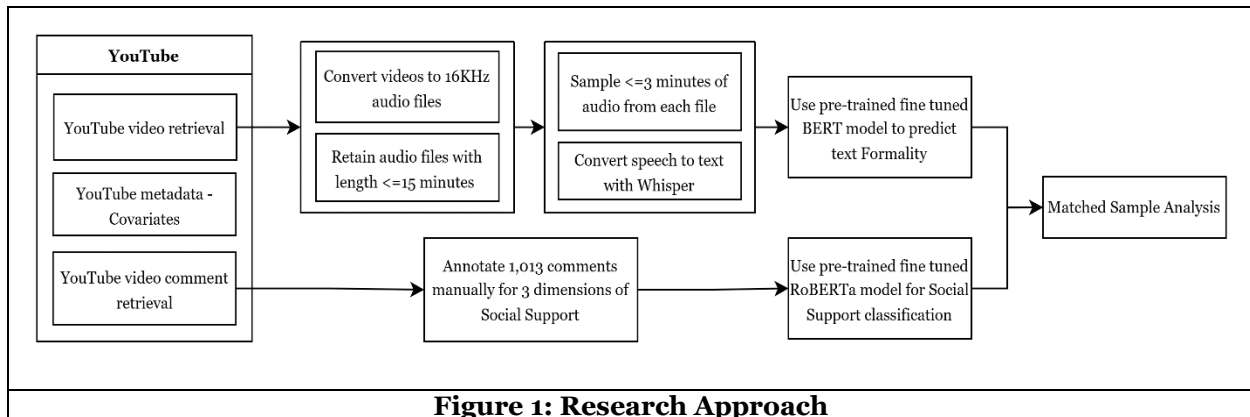 YouTube
YouTube video retrieval
YouTube metadata -
Covariates
YouTube video comment
retrieval
Convert videos to 16KHz
audio files
Retain audio files with
length <=15 minutes
Sample <=3 minutes of
audio from each file
Convert speech to text
with Whisper
Use pre-trained fine tuned
BERT model to predict
text Formality
Annotate 1,013 comments
manually for 3 dimensions of
Social Support
Use pre-trained fine tuned
RoBERTa model for Social
Support classification
Matched Sample Analysis
Figure 1: Research Approach